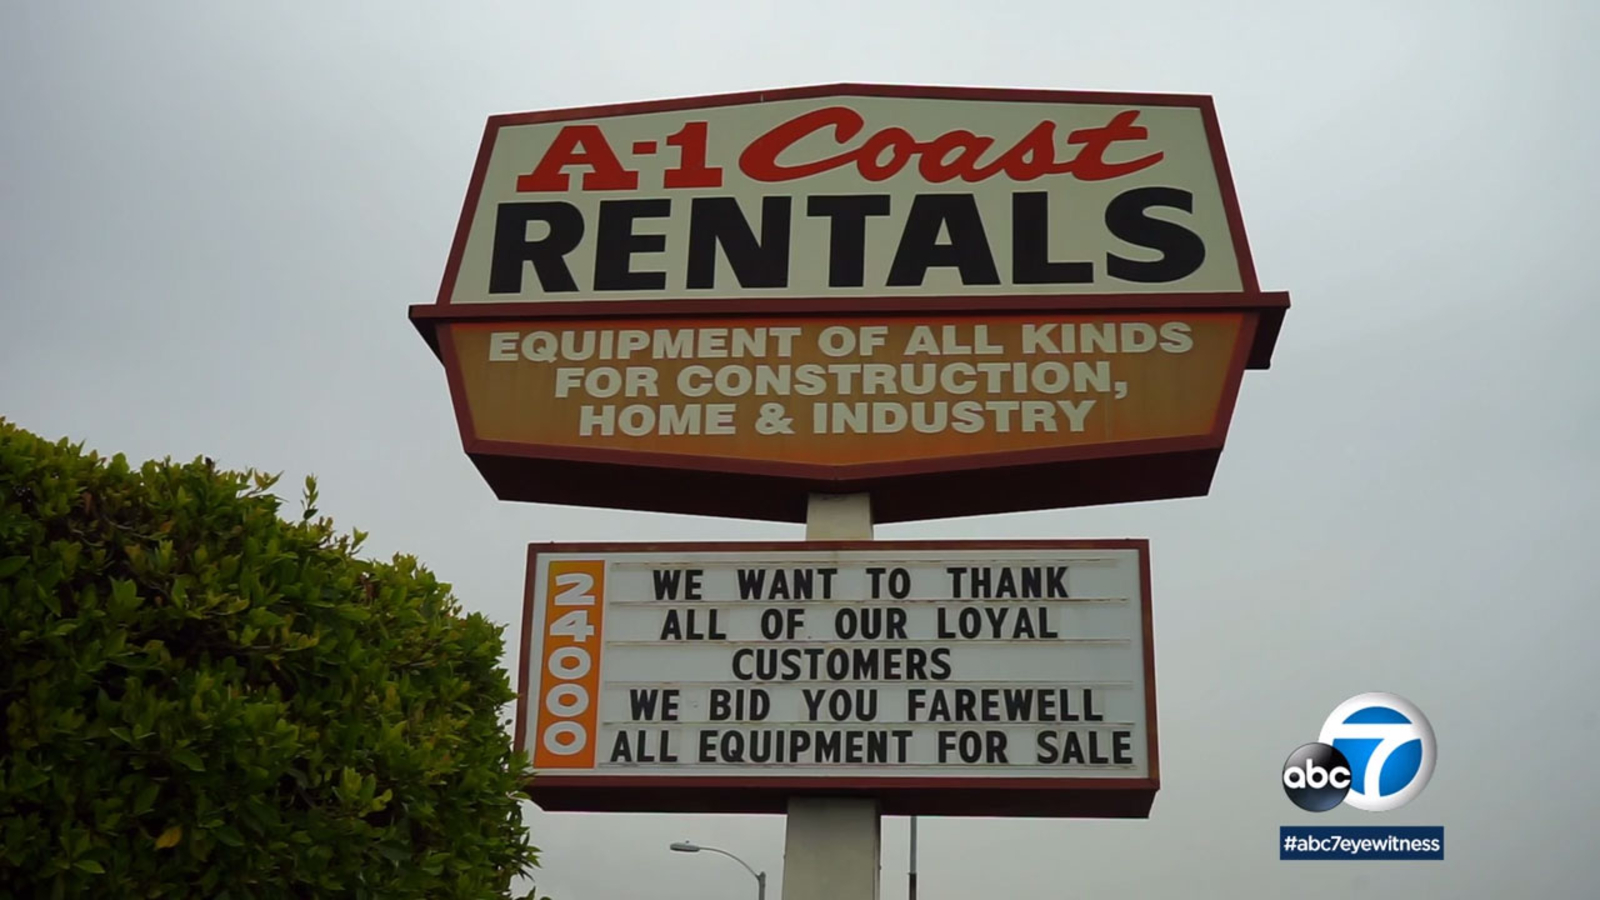 A-1 Coast
RENTALS
EQUIPMENT OF ALL KINDS
FOR CONSTRUCTION,
HOME & INDUSTRY
24000
WE WANT TO THANK
ALL OF OUR LOYAL
CUSTOMERS
WE BID YOU FAREWELL
ALL EQUIPMENT FOR SALE
abc 7
#abc7eyewitness